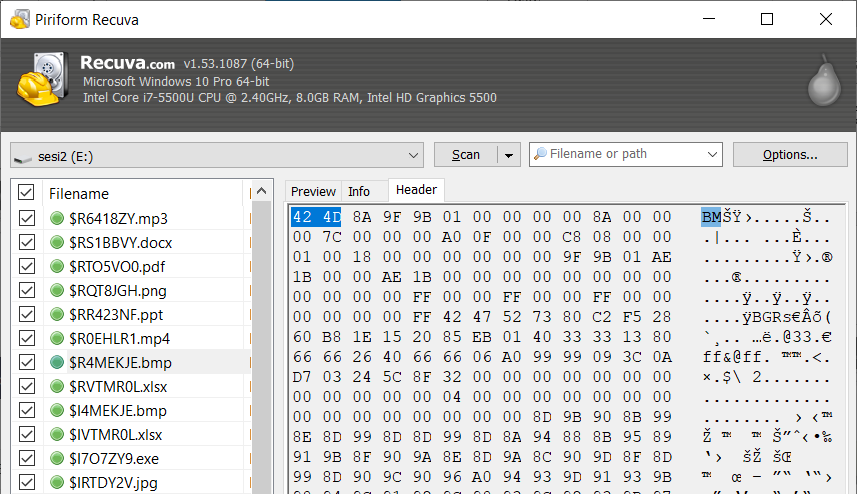 Piriform Recuva
Recuva.com v1.53.1087 (64-bit)
Microsoft Windows 10 Pro 64-bit
Intel Core i7-5500U CPU @ 2.40GHz, 8.0GB RAM, Intel HD Graphics 5500
sesi2 (E:)
Scan
Filename or path
Options...
Filename
$R6418ZY.mp3
$RS1BBVY.docx
$RTO5VO0.pdf
$RQT8JGH.png
$RR423NF.ppt
$R0EHLR1.mp4
$R4MEKJE.bmp
$RVTMR0L.xlsx
$I4MEKJE.bmp
$IVTMR0L.xlsx
$I7O7ZY9.exe
$IRTDY2V.jpg
Preview Info Header
42 4D 8A 9F 9B 01 00 00 00 00 8A 00 00 BMŠŸ›.....Š..
00 7C 00 00 00 A0 0F 00 00 C8 08 00 00 .|... ...È...
01 00 18 00 00 00 00 00 00 9F 9B 01 AE .........Ÿ›.®
1B 00 00 AE 1B 00 00 00 00 00 00 00 00 ...®.........
00 00 00 00 FF 00 00 FF 00 00 FF 00 00 ....ÿ..ÿ..ÿ..
00 00 00 00 FF 42 47 52 73 80 C2 F5 28 ....ÿBGRs€Âõ(
60 B8 1E 15 20 85 EB 01 40 33 33 13 80 `¸.. …ë.@33.€
66 66 26 40 66 66 06 A0 99 99 09 3C 0A ff&@ff. ™™.<.
D7 03 24 5C 8F 32 00 00 00 00 00 00 00 ×.$\ 2.......
00 00 00 00 00 04 00 00 00 00 00 00 00 .............
00 00 00 00 00 00 00 00 8D 9B 90 8B 99 ........ › ‹™
8E 8D 99 8D 8D 99 8D 8A 94 88 8B 95 89 Ž ™  ™ Š”ˆ‹•‰
91 9B 8F 90 9A 8E 8D 9A 8C 90 8D 8F 8D ‘›  šŽ šŒ
99 8D 90 9C 90 96 A0 94 93 9D 91 93 9B ™  œ – ”“ ‘“›